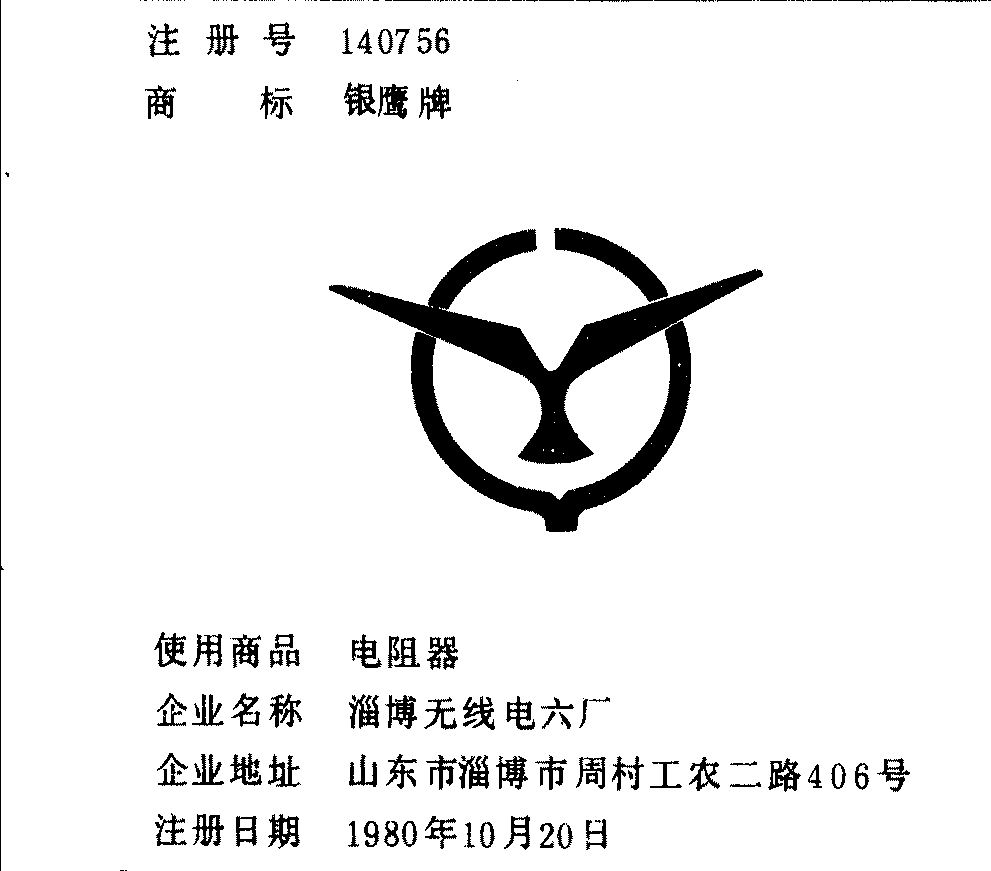 注册号 140756
商标 银鹰牌
使用商品 电阻器
企业名称 淄博无线电六厂
企业地址 山东市淄博市周村工农二路406号
注册日期 1980年10月20日